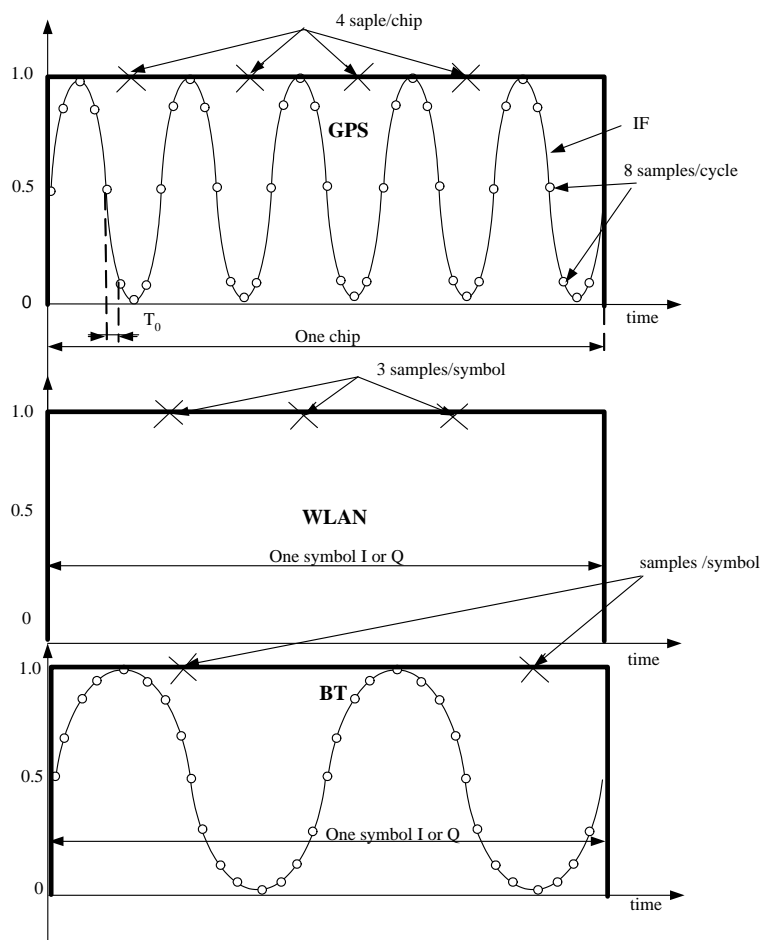 4 saple/chip
1.0
GPS
IF
0.5
8 samples/cycle
0
time
T0
One chip
3 samples/symbol
1.0
0.5
WLAN
One symbol I or Q
samples /symbol
0
time
1.0
BT
0.5
One symbol I or Q
0
time